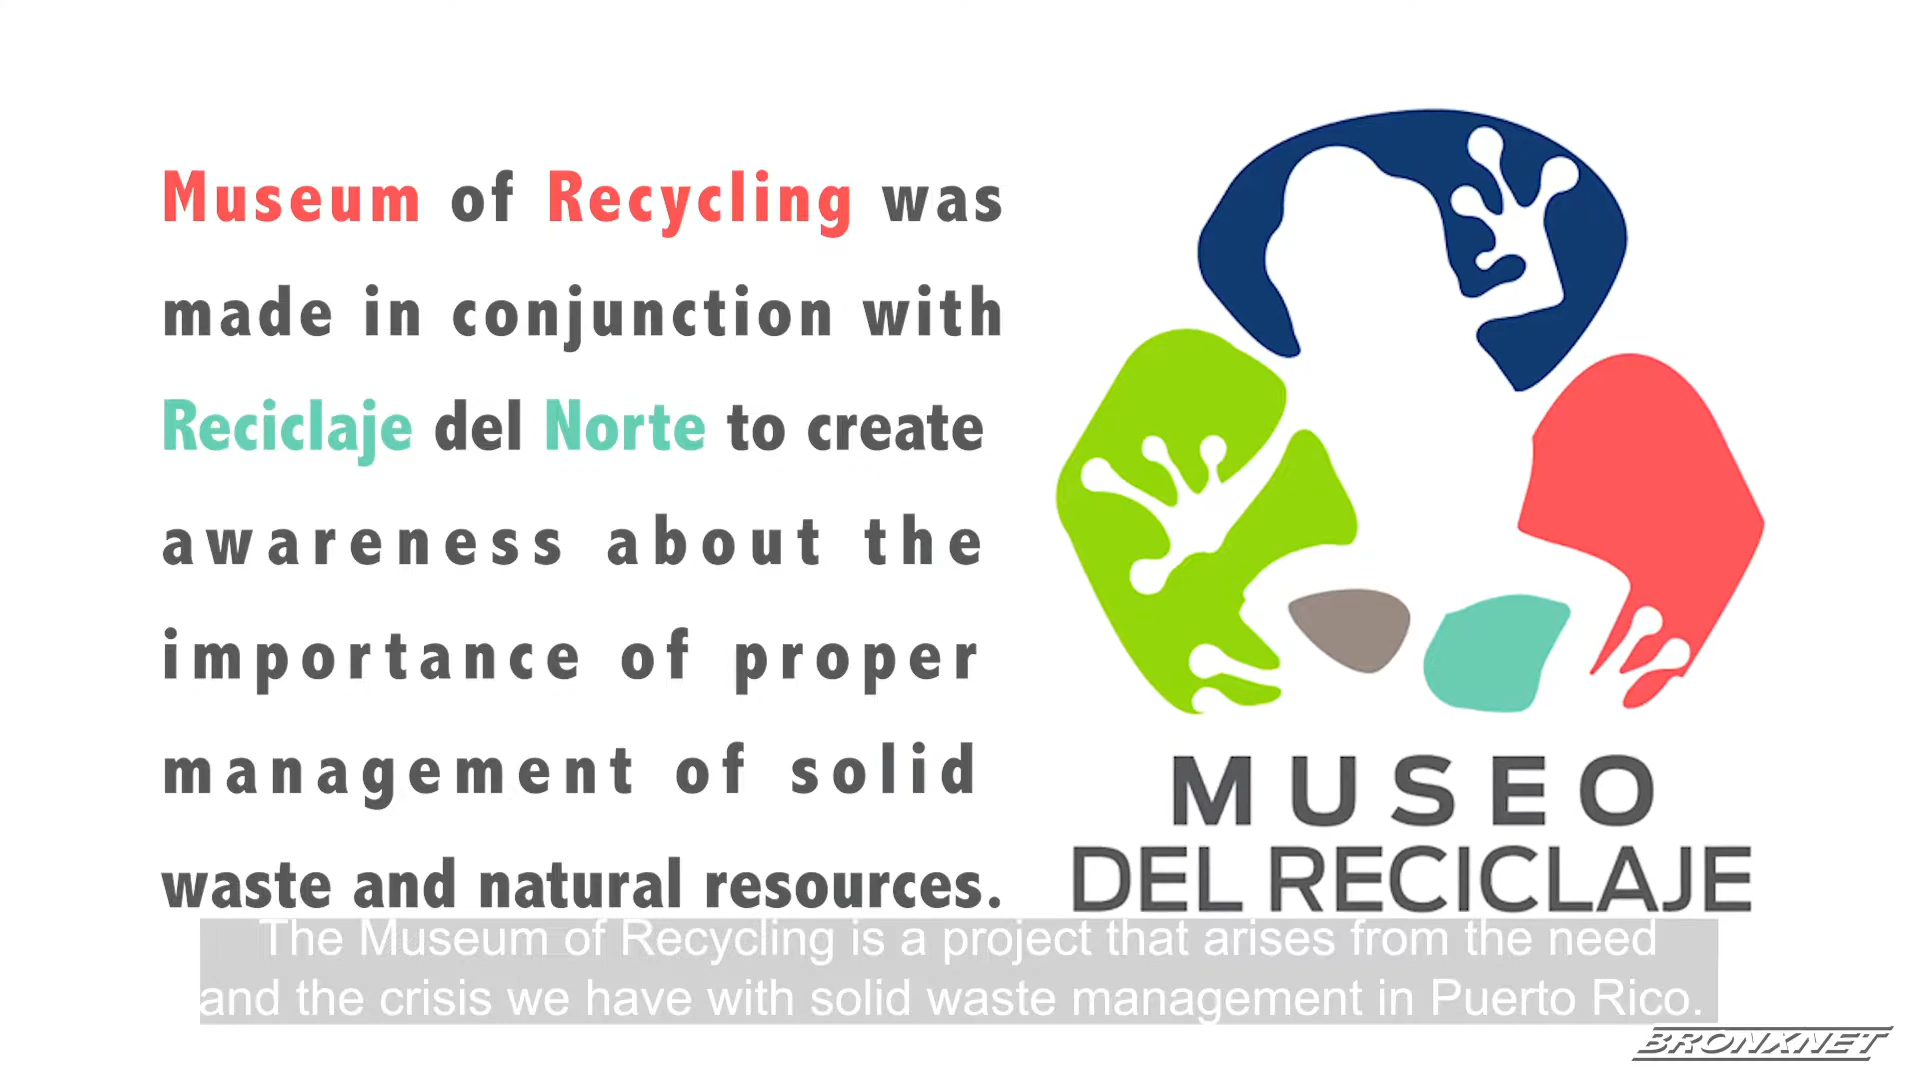 Museum of Recycling was
made in conjunction with
Reciclaje del Norte to create
awareness about the
importance of proper
management of solid
waste and natural resources.
MUSEO
DEL RECICLAJE
The Museum of Recycling is a project that arises from the need
and the crisis we have with solid waste management in Puerto Rico.
BRONXNET